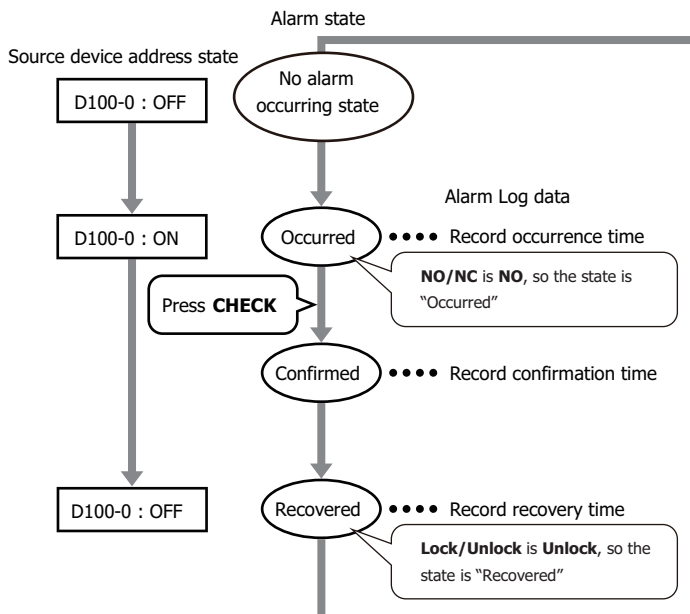 Alarm state
Source device address state
No alarm
occurring state
D100-0 : OFF
Alarm Log data
D100-0 : ON
Occurred
•••• Record occurrence time
NO/NC is NO, so the state is
“Occurred”
Press CHECK
Confirmed
•••• Record confirmation time
D100-0 : OFF
Recovered
•••• Record recovery time
Lock/Unlock is Unlock, so the
state is “Recovered”